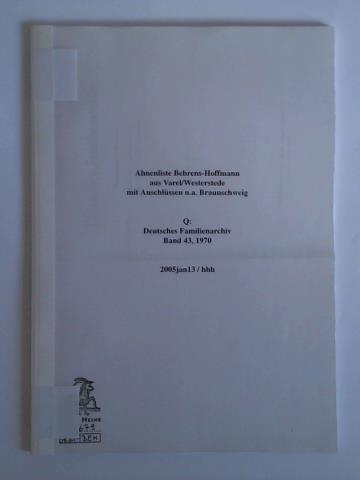 Ahnenliste Behrens-Hoffmann
aus Varel/Westerstede
mit Anschlüssen u.a. Braunschweig
Q:
Deutsches Familienarchiv
Band 43, 1970
2005jan13 / hhh